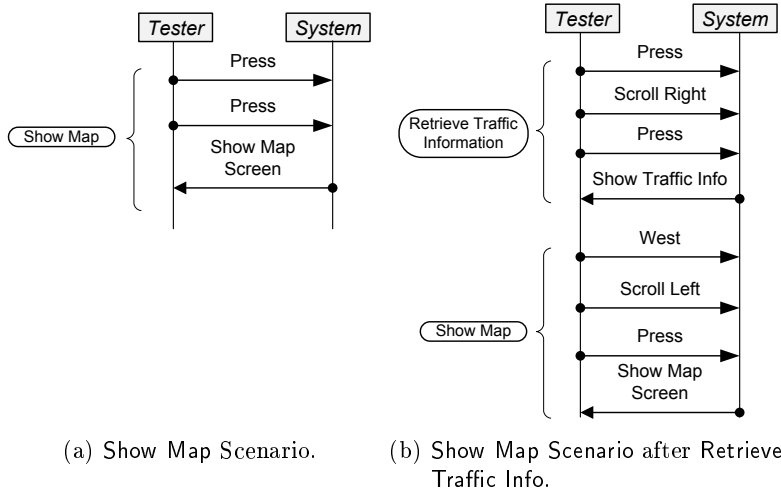 Tester
System
Press
Press
Show Map
Show Map
Screen
(a) Show Map Scenario.
Tester
System
Press
Scroll Right
Retrieve Traffic
Information
Press
Show Traffic Info
West
Scroll Left
Show Map
Press
Show Map
Screen
(b) Show Map Scenario after Retrieve
Traffic Info.